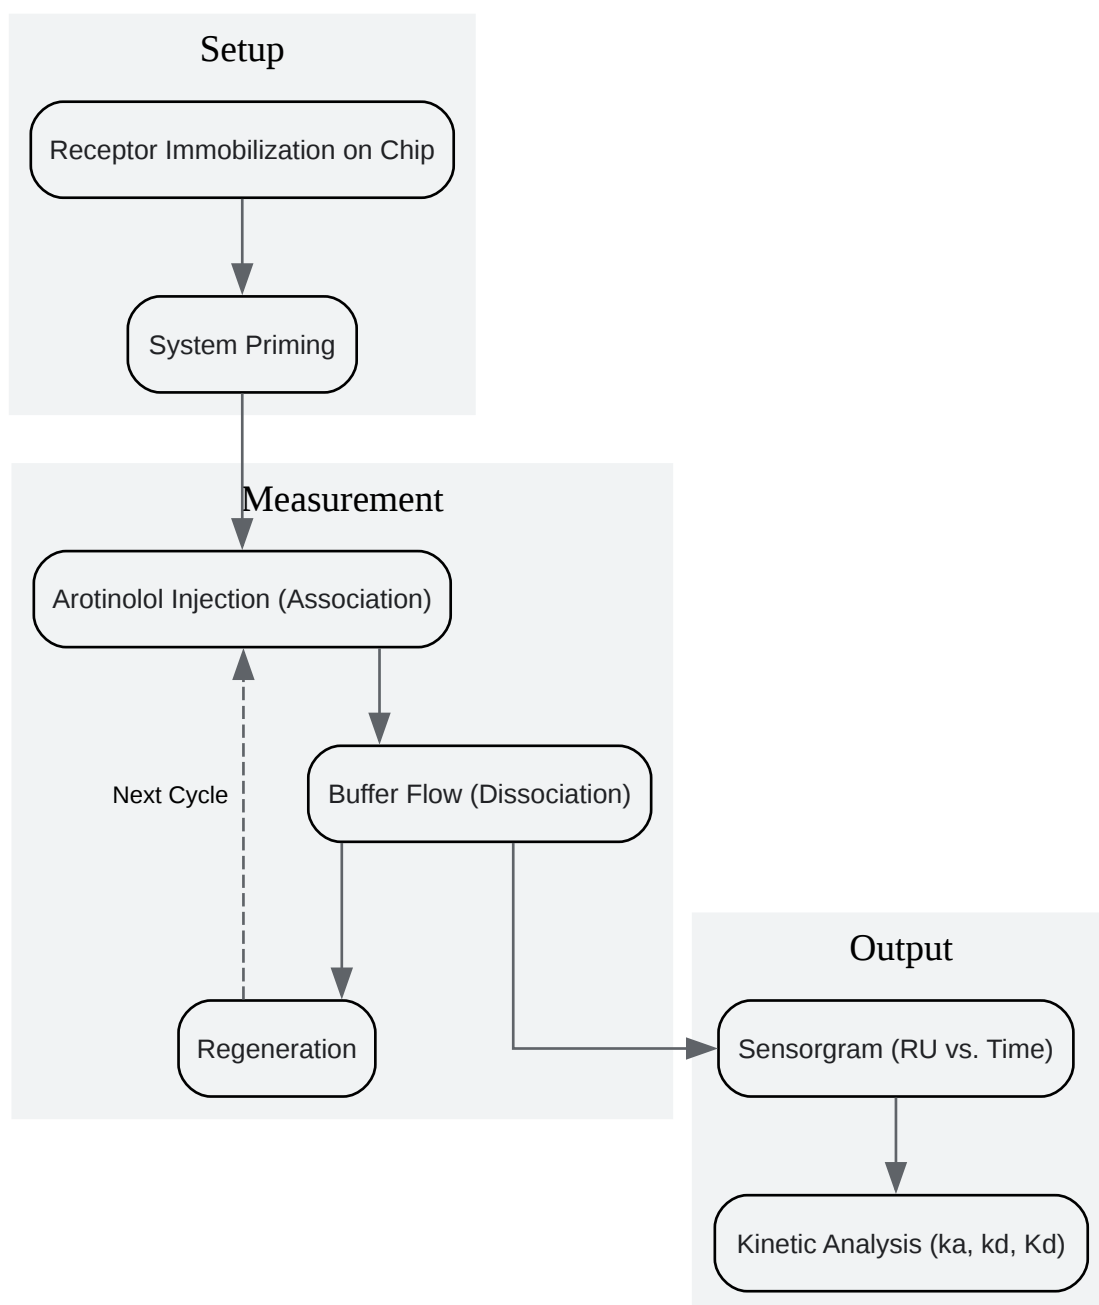 Setup
Receptor Immobilization on Chip
System Priming
Measurement
Arotinolol Injection (Association)
Next Cycle
Buffer Flow (Dissociation)
Regeneration
Output
Sensorgram (RU vs. Time)
Kinetic Analysis (ka, kd, Kd)